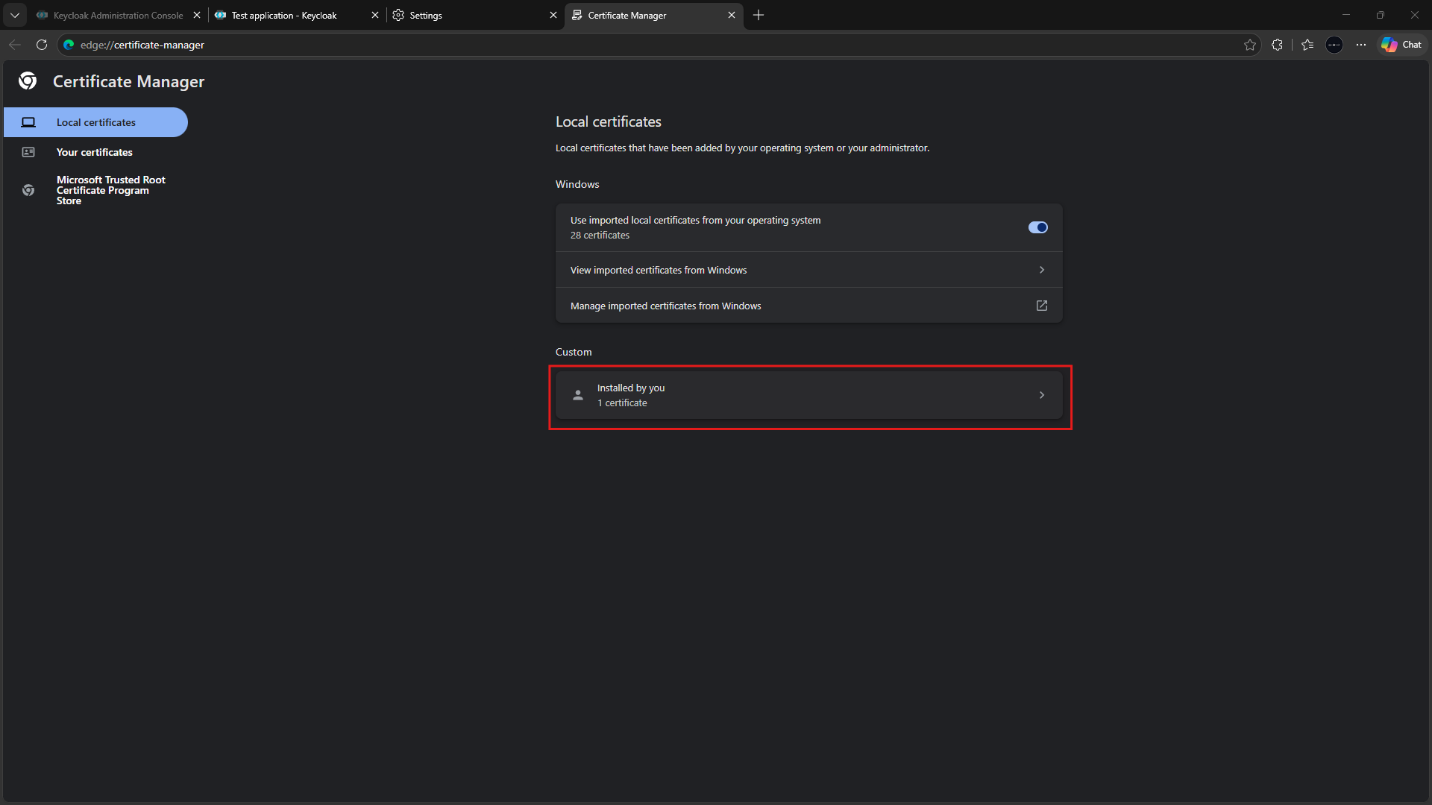 Keycloak Administration Console
Test application - Keycloak
Settings
Certificate Manager
edge://certificate-manager
Chat
Certificate Manager
Local certificates
Your certificates
Microsoft Trusted Root
Certificate Program
Store
Local certificates
Local certificates that have been added by your operating system or your administrator.
Windows
Use imported local certificates from your operating system
28 certificates
View imported certificates from Windows
Manage imported certificates from Windows
Custom
Installed by you
1 certificate